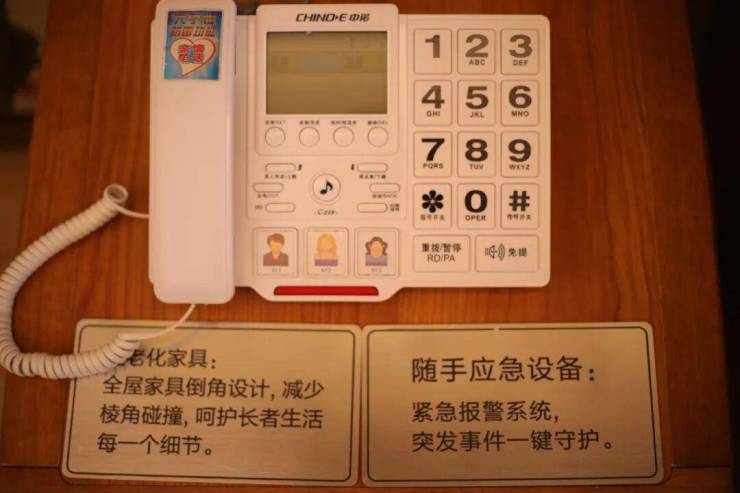 CHINO-E 中诺
1
2
ABC
3
DEF
4
GHI
5
JKL
6
MNO
7
PQRS
8
TUV
9
WXYZ
✽
0
OPER
#
C219
M1
M2
M3
重拨/暂停
RD/PA
免提
老化家具:
全屋家具倒角设计, 减少
棱角碰撞, 呵护长者生活
每一个细节。
随手应急设备:
紧急报警系统,
突发事件一键守护。